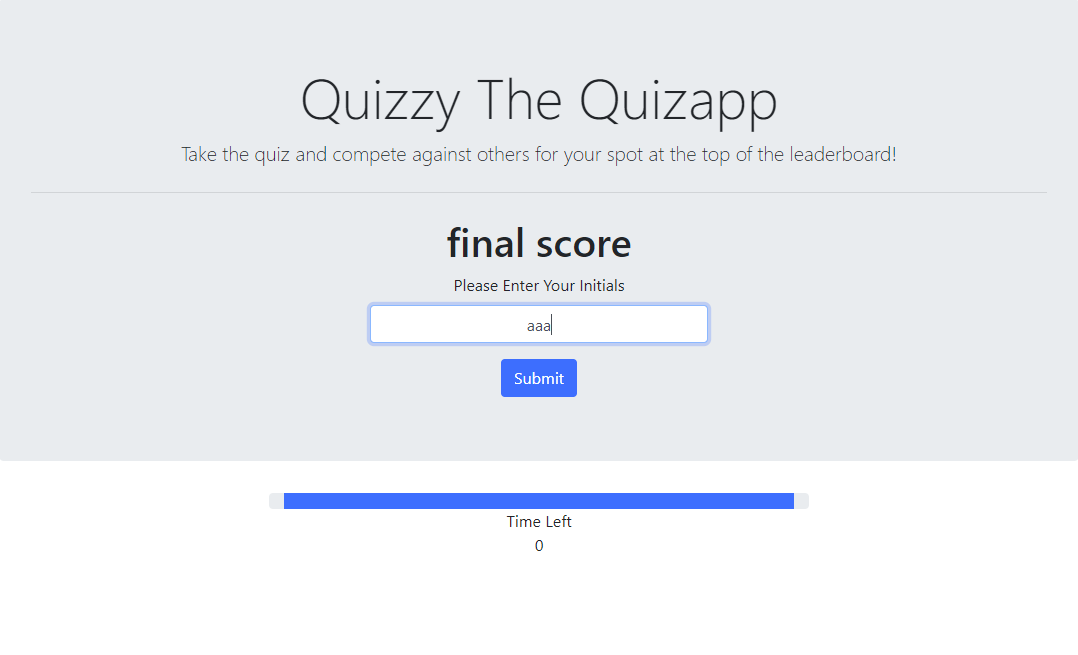 Quizzy The Quizapp
Take the quiz and compete against others for your spot at the top of the leaderboard!
final score
Please Enter Your Initials
aaa
Submit
Time Left
0